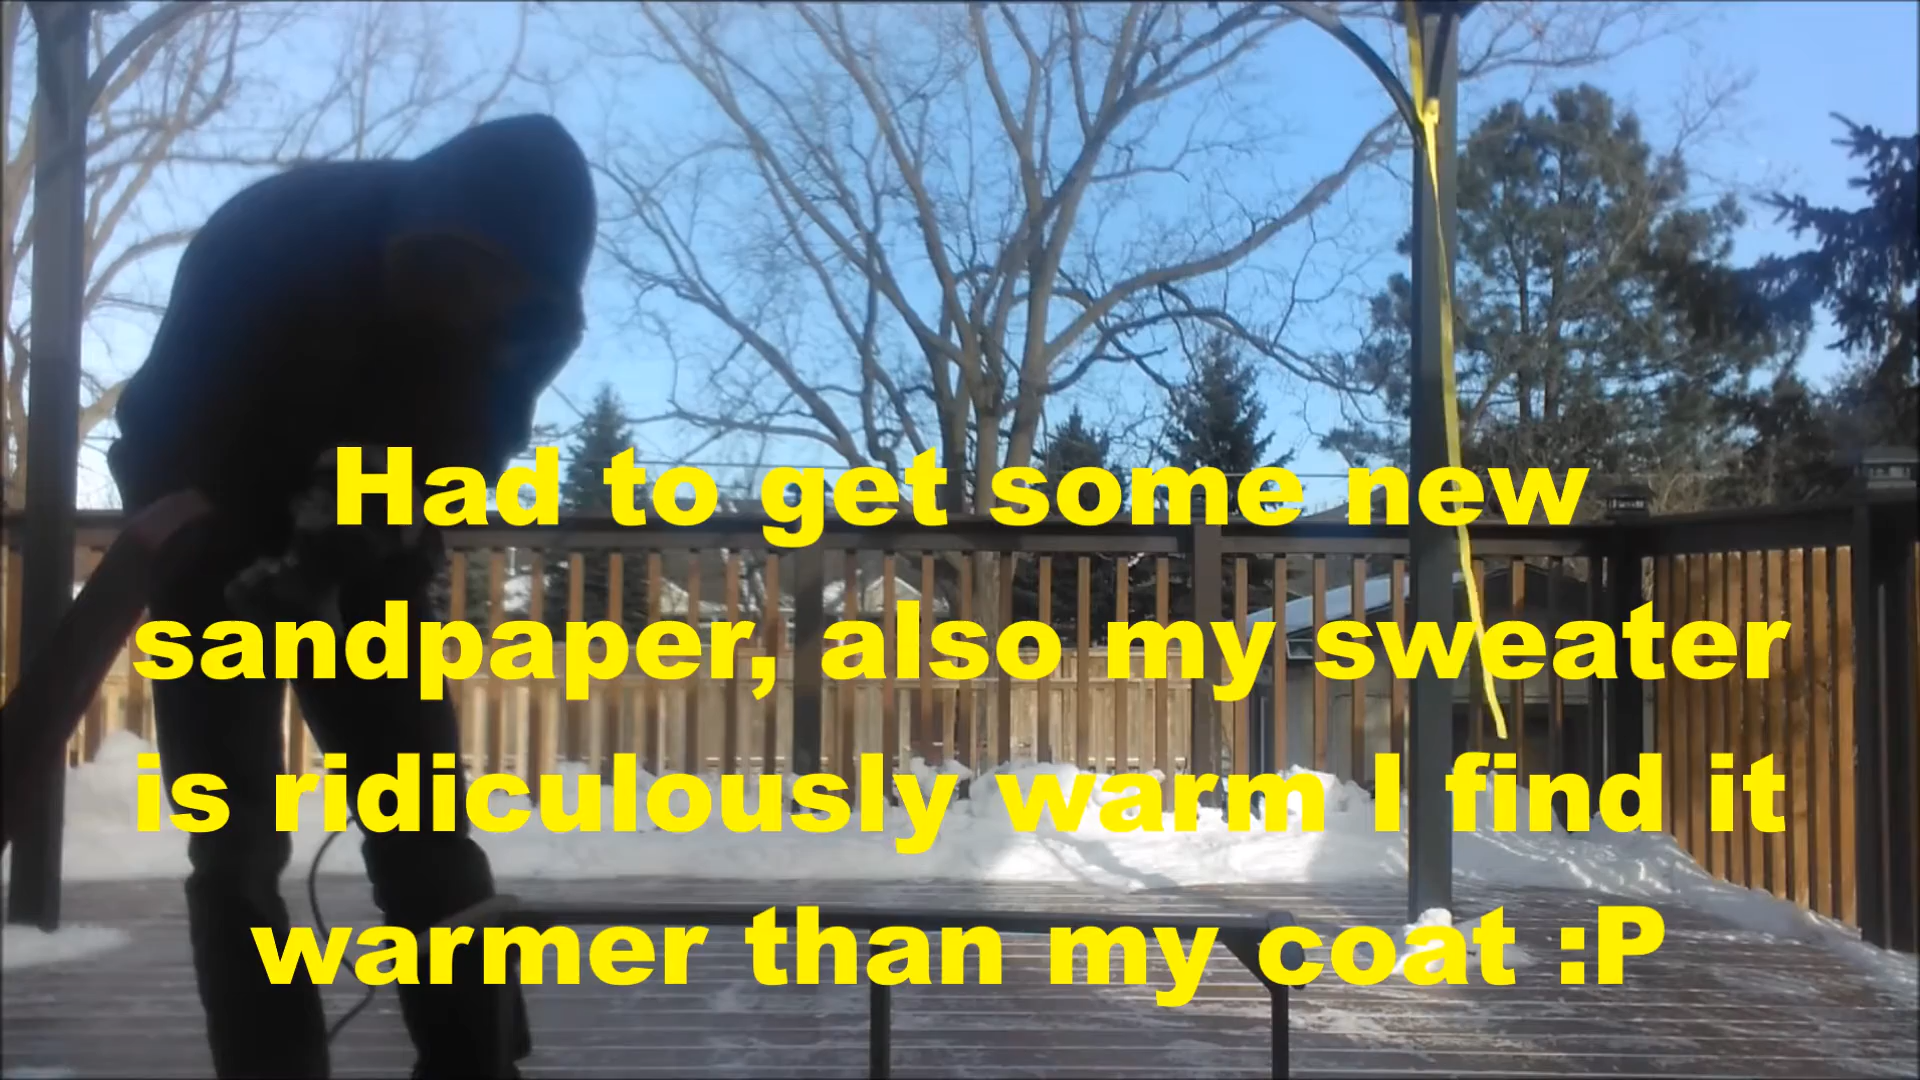 Had to get some new
sandpaper, also my sweater
is ridiculously warm I find it
warmer than my coat :P